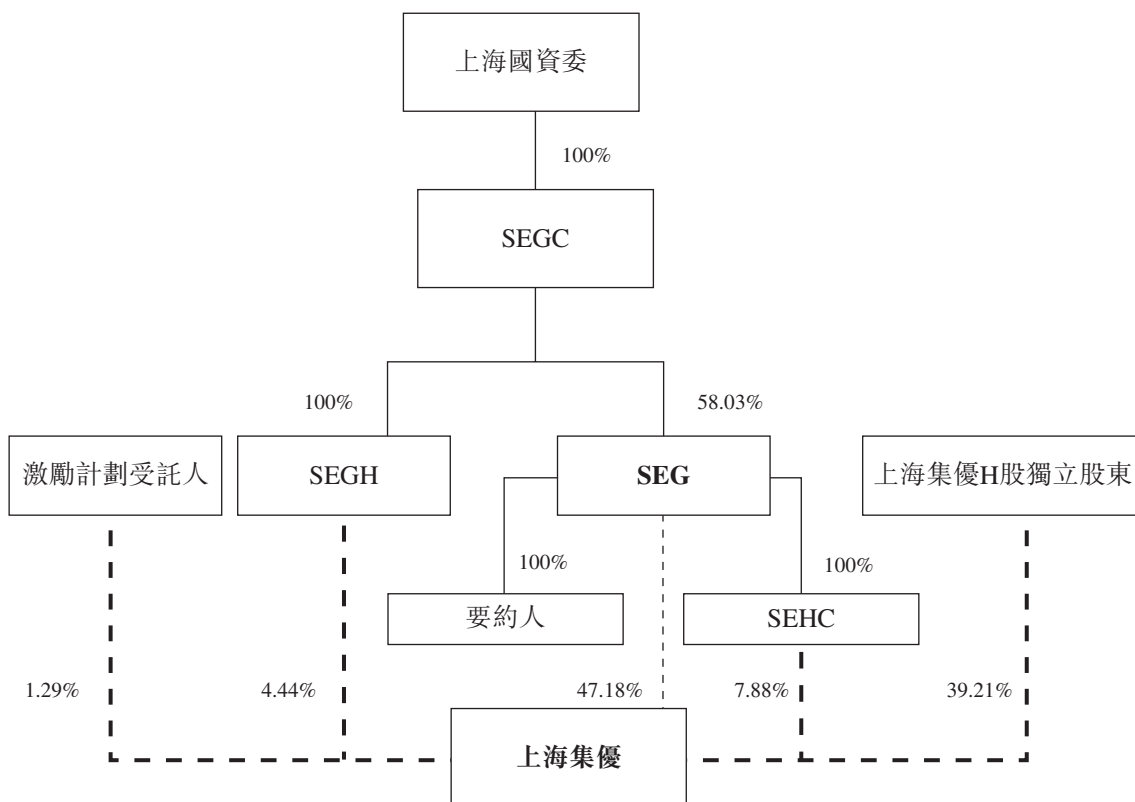 上海國資委
100%
SEGC
100%
58.03%
激勵計劃受託人
SEGH
SEG
上海集優H股獨立股東
100%
100%
要約人
SEHC
1.29%
4.44%
47.18%
7.88%
39.21%
上海集優